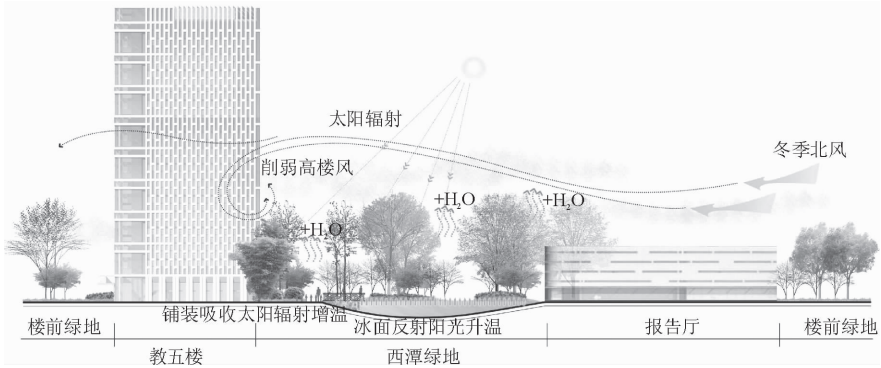 太阳辐射
冬季北风
削弱高楼风
+H₂O
+H₂O
+H₂O
铺装吸收太阳辐射增温
冰面反射阳光升温
楼前绿地
报告厅
楼前绿地
教五楼
西潭绿地